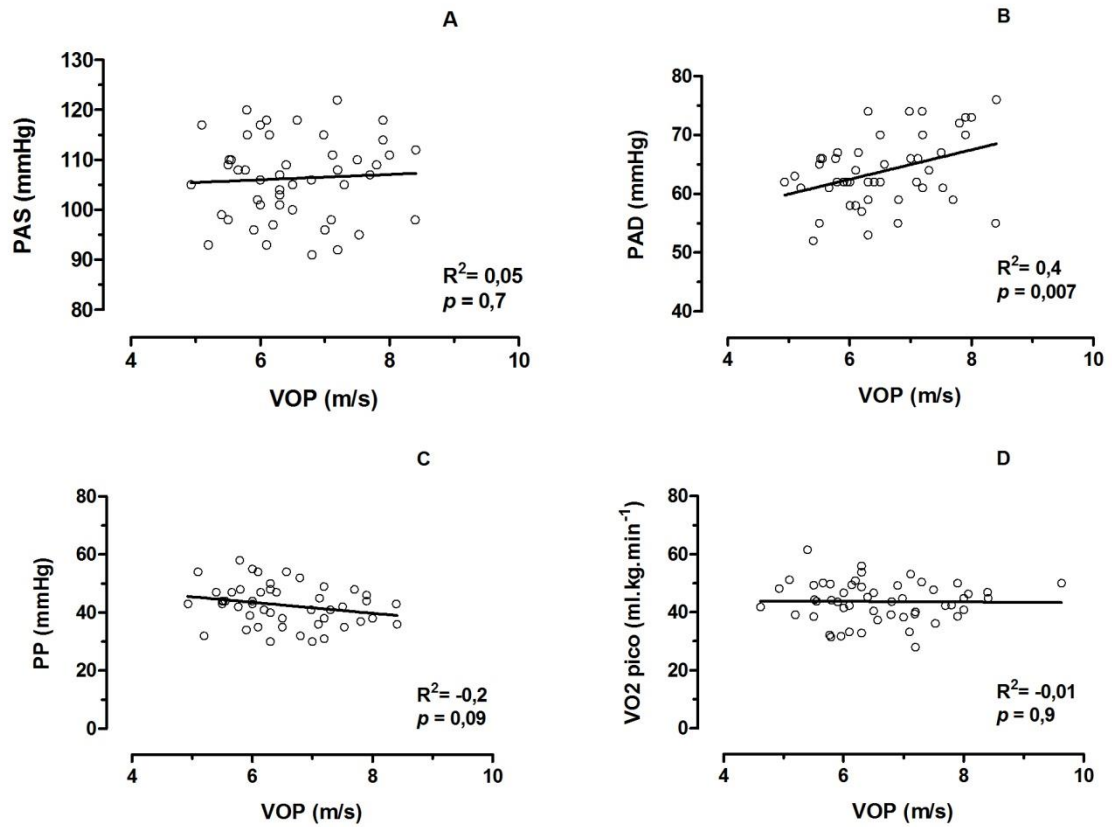 A
PAS (mmHg)
130
120
110
100
90
80
R²= 0,05
p = 0,7
4 6 8 10
VOP (m/s)
B
PAD (mmHg)
80
70
60
50
40
R²= 0,4
p = 0,007
4 6 8 10
VOP (m/s)
C
PP (mmHg)
80
60
40
20
0
R²= -0,2
p = 0,09
4 6 8 10
VOP (m/s)
D
VO2 pico (ml.kg.min⁻¹)
80
60
40
20
0
R²= -0,01
p = 0,9
4 6 8 10
VOP (m/s)